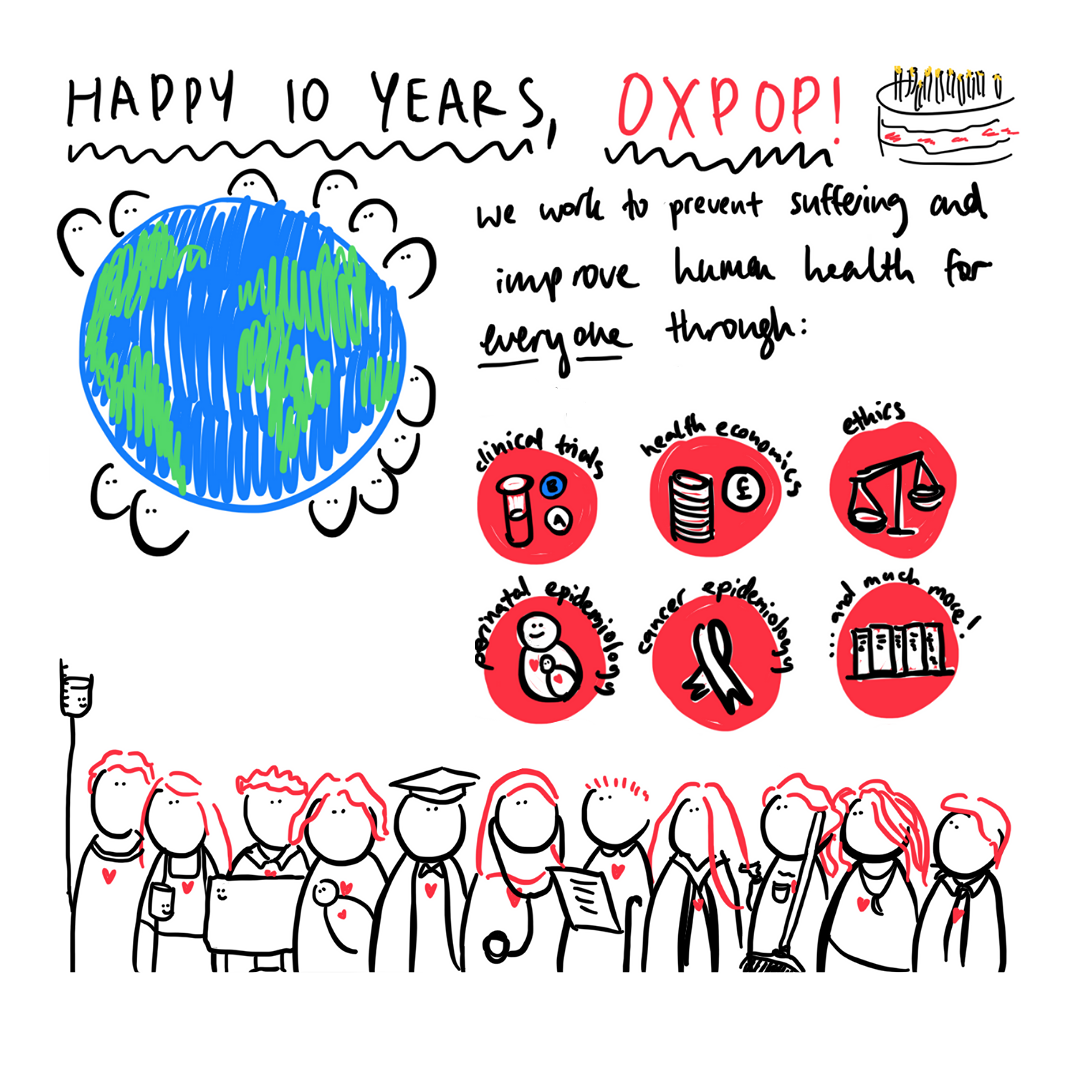 HAPPY 10 YEARS, OXPOP!
we work to prevent suffering and
improve human health for
everyone through:
clinical trials
health economics
ethics
B
£
A
perinatal epidemiology
cancer epidemiology
...and much more!